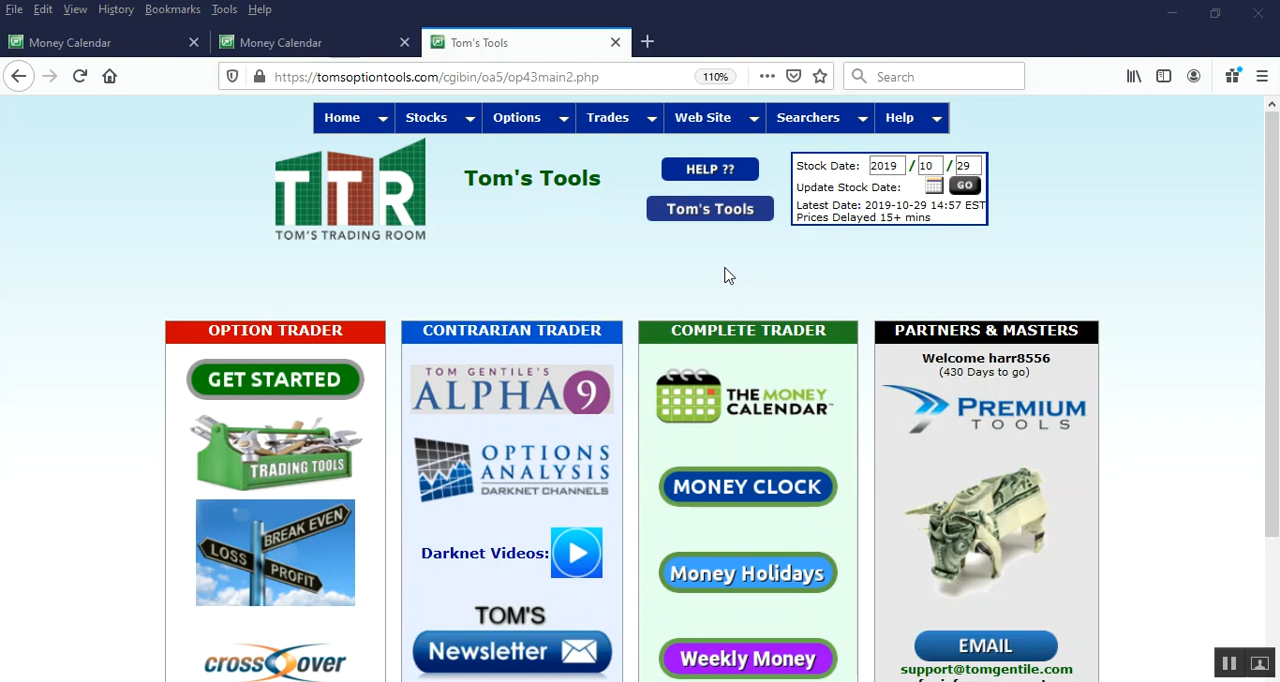 File Edit View History Bookmarks Tools Help
Money Calendar
Money Calendar
Tom's Tools
https://tomsoptiontools.com/cgibin/oa5/op43main2.php
110%
Search
Home
Stocks
Options
Trades
Web Site
Searchers
Help
TTR
TOM'S TRADING ROOM
Tom's Tools
HELP ??
Tom's Tools
Stock Date: 2019 / 10 / 29
Update Stock Date: GO
Latest Date: 2019-10-29 14:57 EST
Prices Delayed 15+ mins
OPTION TRADER
GET STARTED
TRADING TOOLS
BREAK EVEN
LOSS
PROFIT
crossover
CONTRARIAN TRADER
TOM GENTILE'S
ALPHA 9
OPTIONS
ANALYSIS
DARKNET CHANNELS
Darknet Videos:
TOM'S
Newsletter
COMPLETE TRADER
THE MONEY
CALENDAR™
MONEY CLOCK
Money Holidays
Weekly Money
PARTNERS & MASTERS
Welcome harr8556
(430 Days to go)
PREMIUM
TOOLS
EMAIL
support@tomgentile.com